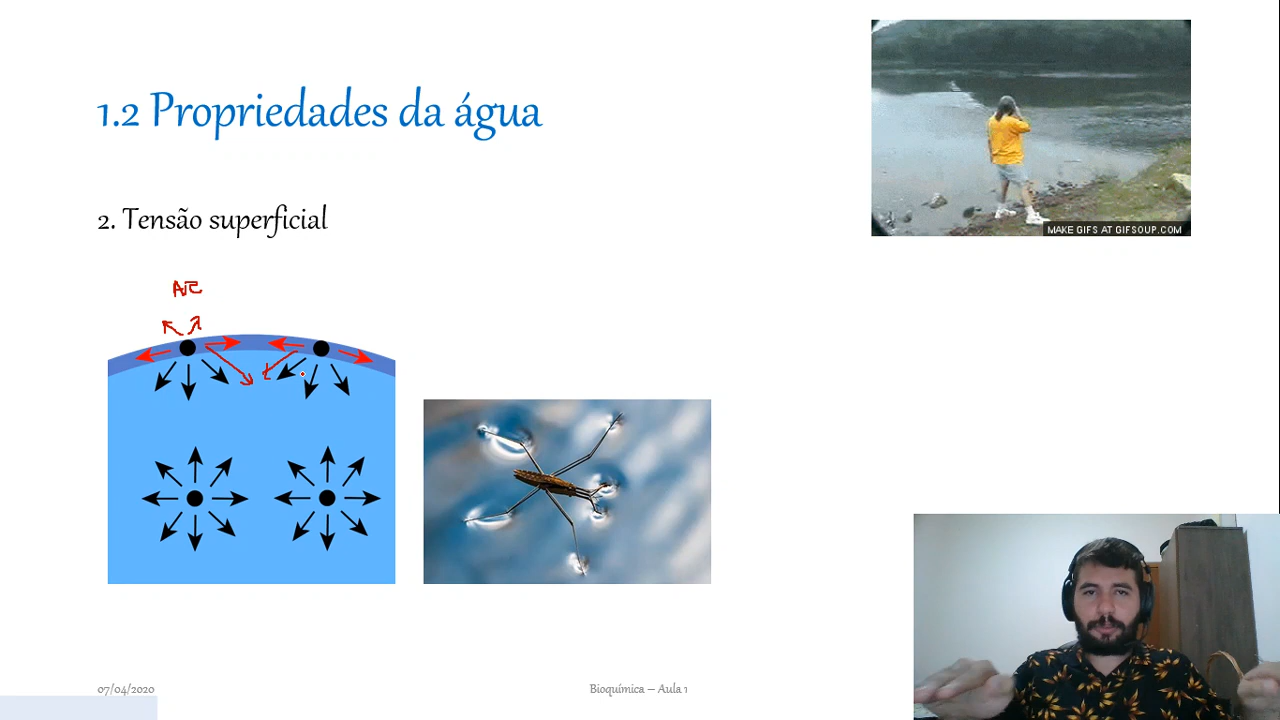 1.2 Propriedades da água
MAKE GIFS AT GIFSOUP.COM
2. Tensão superficial
07/04/2020
Bioquímica – Aula 1